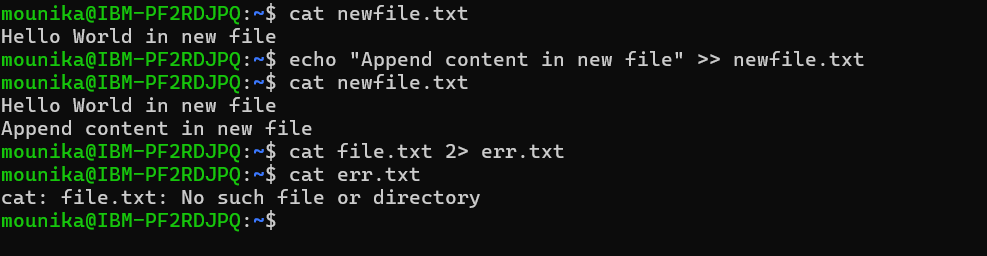 mounika@IBM-PF2RDJPQ:~$ cat newfile.txt
Hello World in new file
mounika@IBM-PF2RDJPQ:~$ echo "Append content in new file" >> newfile.txt
mounika@IBM-PF2RDJPQ:~$ cat newfile.txt
Hello World in new file
Append content in new file
mounika@IBM-PF2RDJPQ:~$ cat file.txt 2> err.txt
mounika@IBM-PF2RDJPQ:~$ cat err.txt
cat: file.txt: No such file or directory
mounika@IBM-PF2RDJPQ:~$